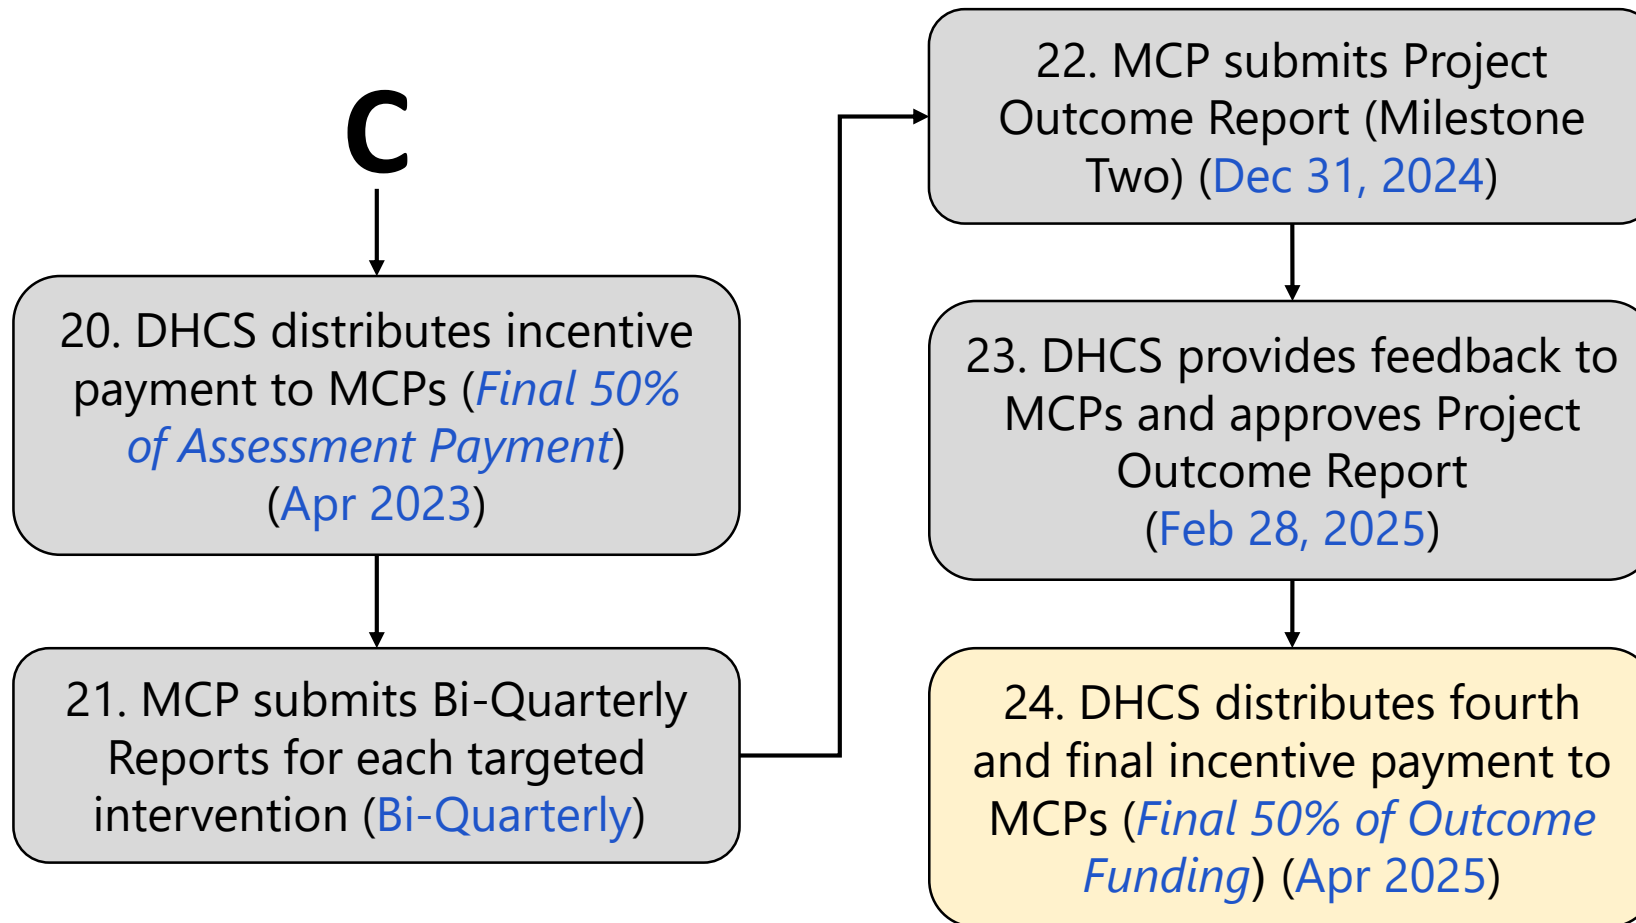 C
20. DHCS distributes incentive
payment to MCPs (Final 50%
of Assessment Payment)
(Apr 2023)
21. MCP submits Bi-Quarterly
Reports for each targeted
intervention (Bi-Quarterly)
22. MCP submits Project
Outcome Report (Milestone
Two) (Dec 31, 2024)
23. DHCS provides feedback to
MCPs and approves Project
Outcome Report
(Feb 28, 2025)
24. DHCS distributes fourth
and final incentive payment to
MCPs (Final 50% of Outcome
Funding) (Apr 2025)